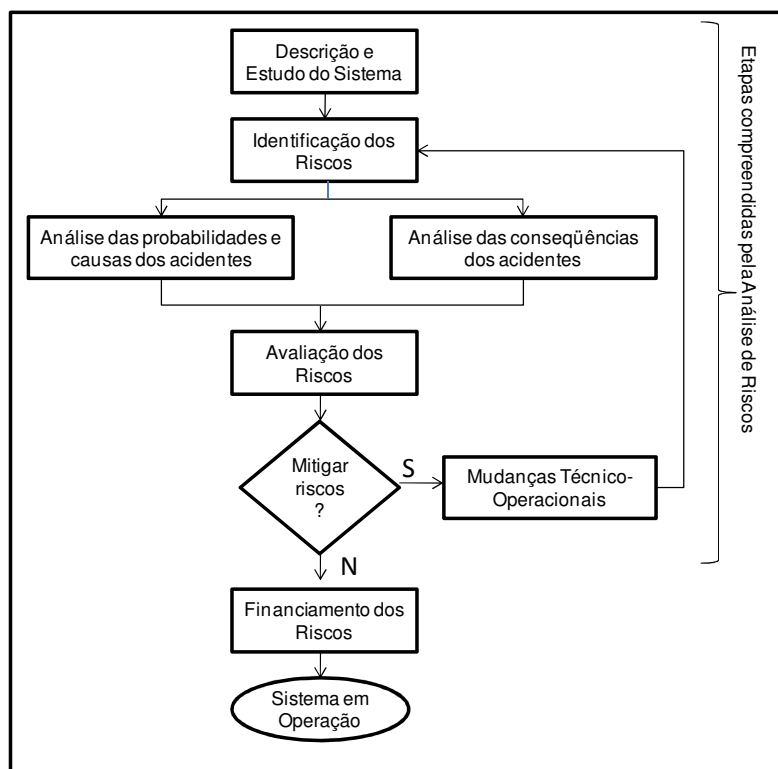 Descrição e
Estudo do Sistema
Identificação dos
Riscos
Análise das probabilidades e
causas dos acidentes
Análise das conseqüências
dos acidentes
Avaliação dos
Riscos
Mitigar
riscos
?
S
Mudanças Técnico-
Operacionais
N
Financiamento dos
Riscos
Sistema em
Operação
Etapas compreendidas pela Análise de Riscos